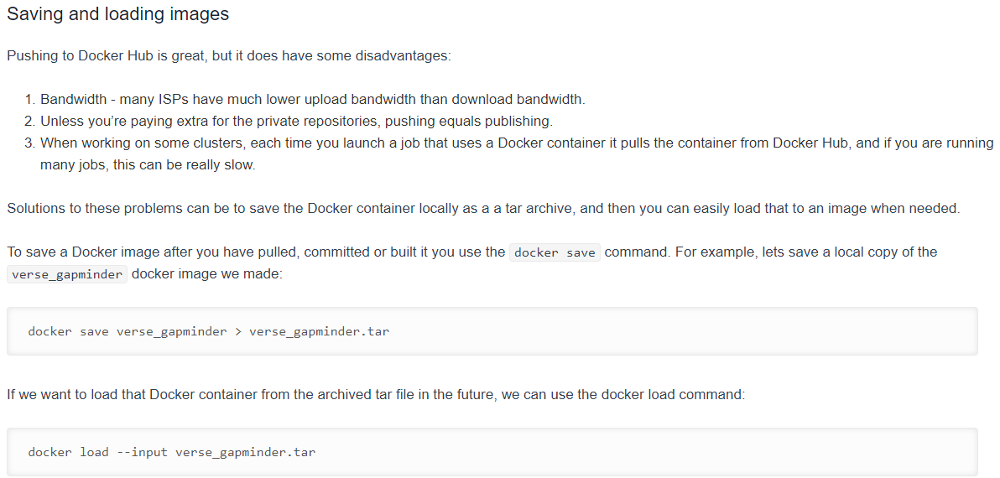 Saving and loading images
Pushing to Docker Hub is great, but it does have some disadvantages:
1. Bandwidth - many ISPs have much lower upload bandwidth than download bandwidth.
2. Unless you’re paying extra for the private repositories, pushing equals publishing.
3. When working on some clusters, each time you launch a job that uses a Docker container it pulls the container from Docker Hub, and if you are running
many jobs, this can be really slow.
Solutions to these problems can be to save the Docker container locally as a a tar archive, and then you can easily load that to an image when needed.
To save a Docker image after you have pulled, committed or built it you use the docker save command. For example, lets save a local copy of the
verse_gapminder docker image we made:
docker save verse_gapminder > verse_gapminder.tar
If we want to load that Docker container from the archived tar file in the future, we can use the docker load command:
docker load --input verse_gapminder.tar